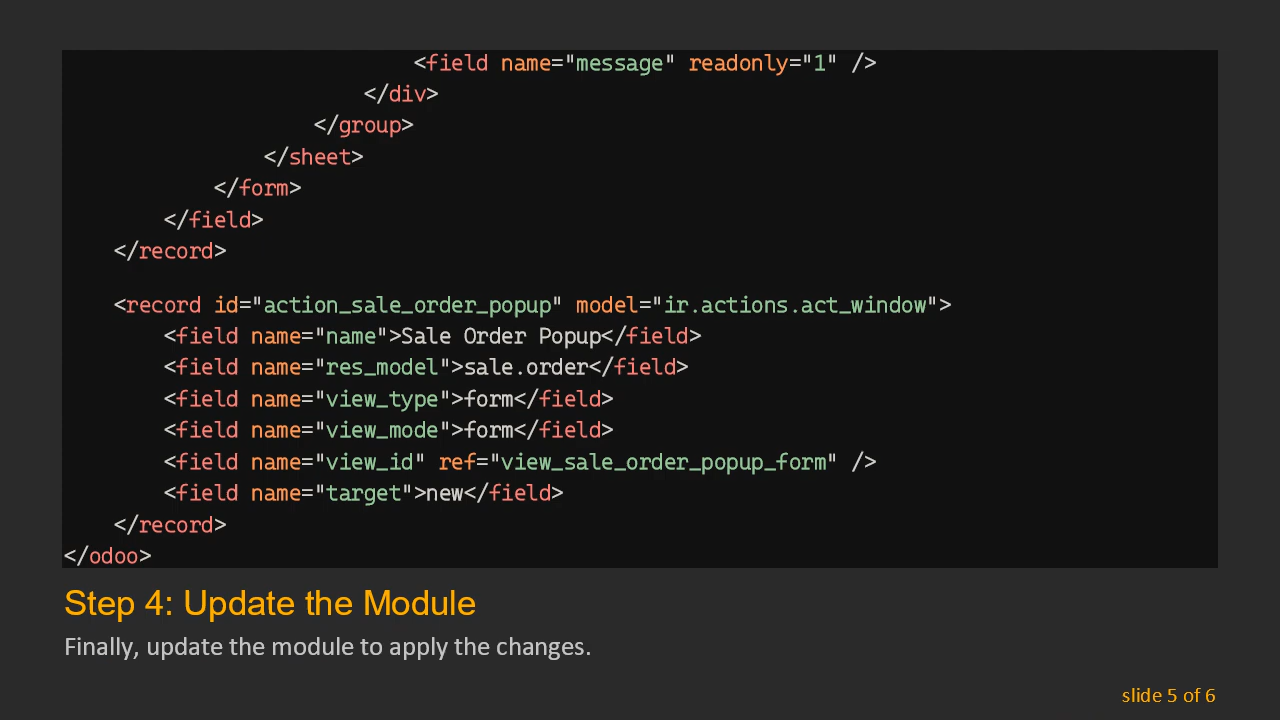 <field name="message" readonly="1" />
</div>
</group>
</sheet>
</form>
</field>
</record>
<record id="action_sale_order_popup" model="ir.actions.act_window">
<field name="name">Sale Order Popup</field>
<field name="res_model">sale.order</field>
<field name="view_type">form</field>
<field name="view_mode">form</field>
<field name="view_id" ref="view_sale_order_popup_form" />
<field name="target">new</field>
</record>
</odoo>
Step 4: Update the Module
Finally, update the module to apply the changes.
slide 5 of 6